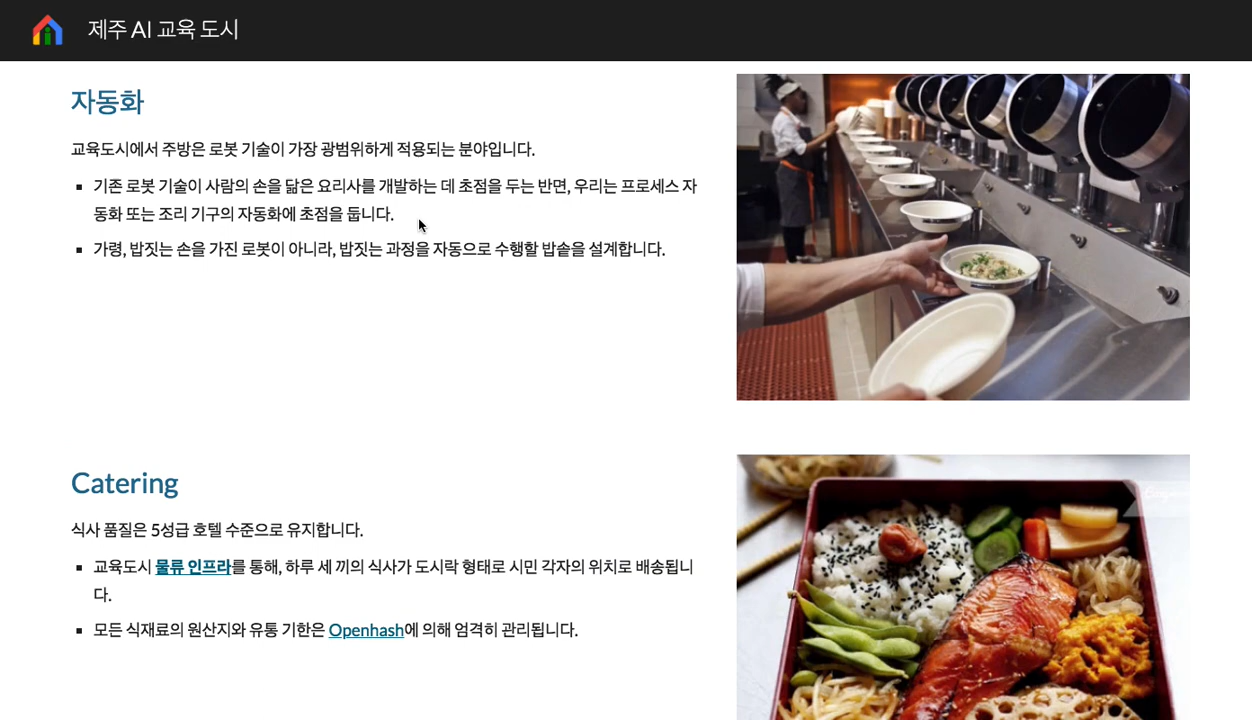 제주 AI 교육 도시
자동화
교육도시에서 주방은 로봇 기술이 가장 광범위하게 적용되는 분야입니다.
기존 로봇 기술이 사람의 손을 닮은 요리사를 개발하는 데 초점을 두는 반면, 우리는 프로세스 자
동화 또는 조리 기구의 자동화에 초점을 둡니다.
가령, 밥짓는 손을 가진 로봇이 아니라, 밥짓는 과정을 자동으로 수행할 밥솥을 설계합니다.
Catering
식사 품질은 5성급 호텔 수준으로 유지합니다.
교육도시 물류 인프라를 통해, 하루 세 끼의 식사가 도시락 형태로 시민 각자의 위치로 배송됩니
다.
모든 식재료의 원산지와 유통 기한은 Openhash에 의해 엄격히 관리됩니다.